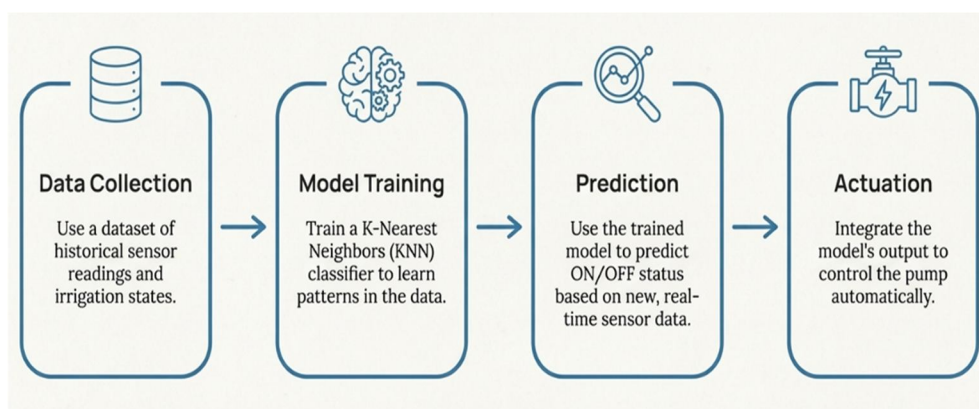 Data Collection
Use a dataset of
historical sensor
readings and
irrigation states.
Model Training
Train a K-Nearest
Neighbors (KNN)
classifier to learn
patterns in the data.
Prediction
Use the trained
model to predict
ON/OFF status
based on new, real-
time sensor data.
Actuation
Integrate the
model's output to
control the pump
automatically.